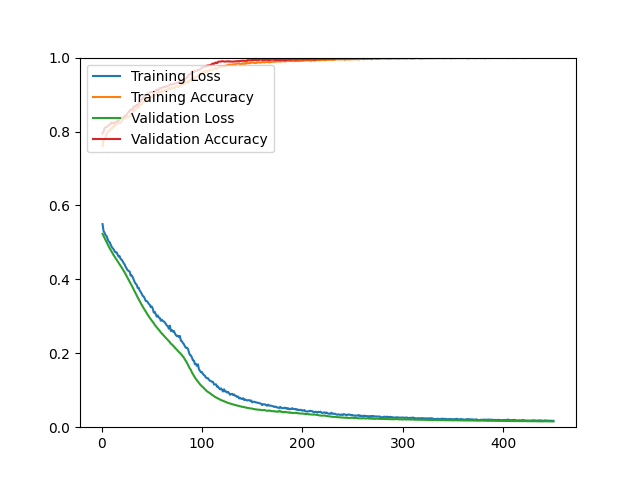 1.0
0.8
0.6
0.4
0.2
0.0
Training Loss
Training Accuracy
Validation Loss
Validation Accuracy
0 100 200 300 400